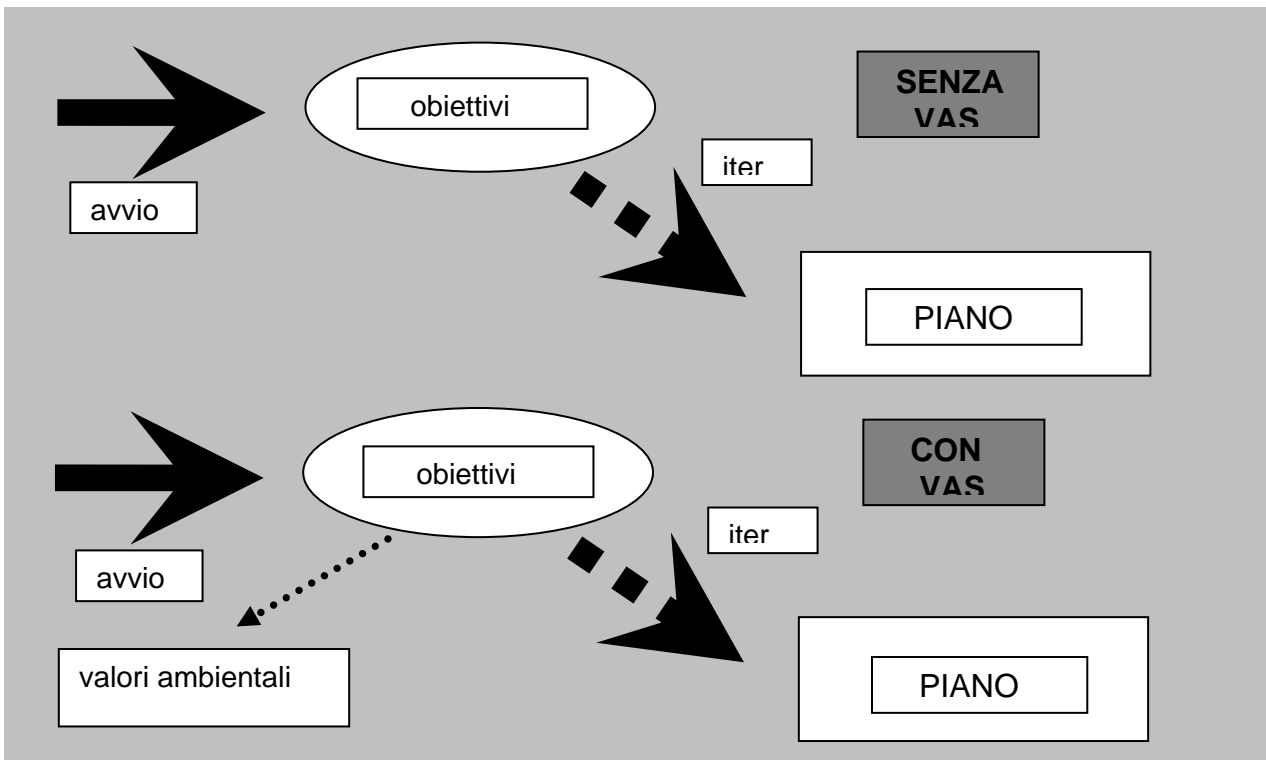 obiettivi
SENZA
VAS
iter
avvio
PIANO
obiettivi
CON
VAS
iter
avvio
valori ambientali
PIANO